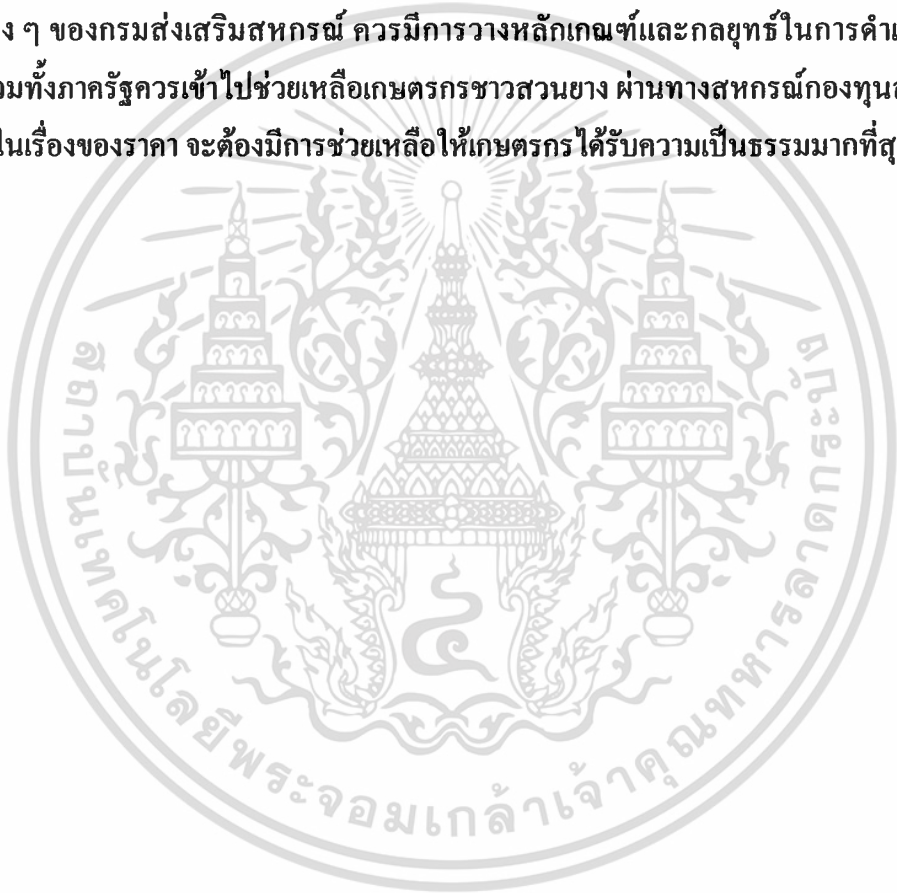 ง ๆ ของกรมส่งเสริมสหกรณ์ ควรมีการวางหลักเกณฑ์และกลยุทธ์ในการดำเ
วมทั้งภาครัฐควรเข้าไปช่วยเหลือเกษตรกรชาวสวนยาง ผ่านทางสหกรณ์กองทุน
ในเรื่องของราคา จะต้องมีการช่วยเหลือให้เกษตรกรได้รับความเป็นธรรมมากที่สุ
สถาบันเทคโนโลยีพระจอมเกล้าเจ้าคุณทหารลาดกระบัง
๔